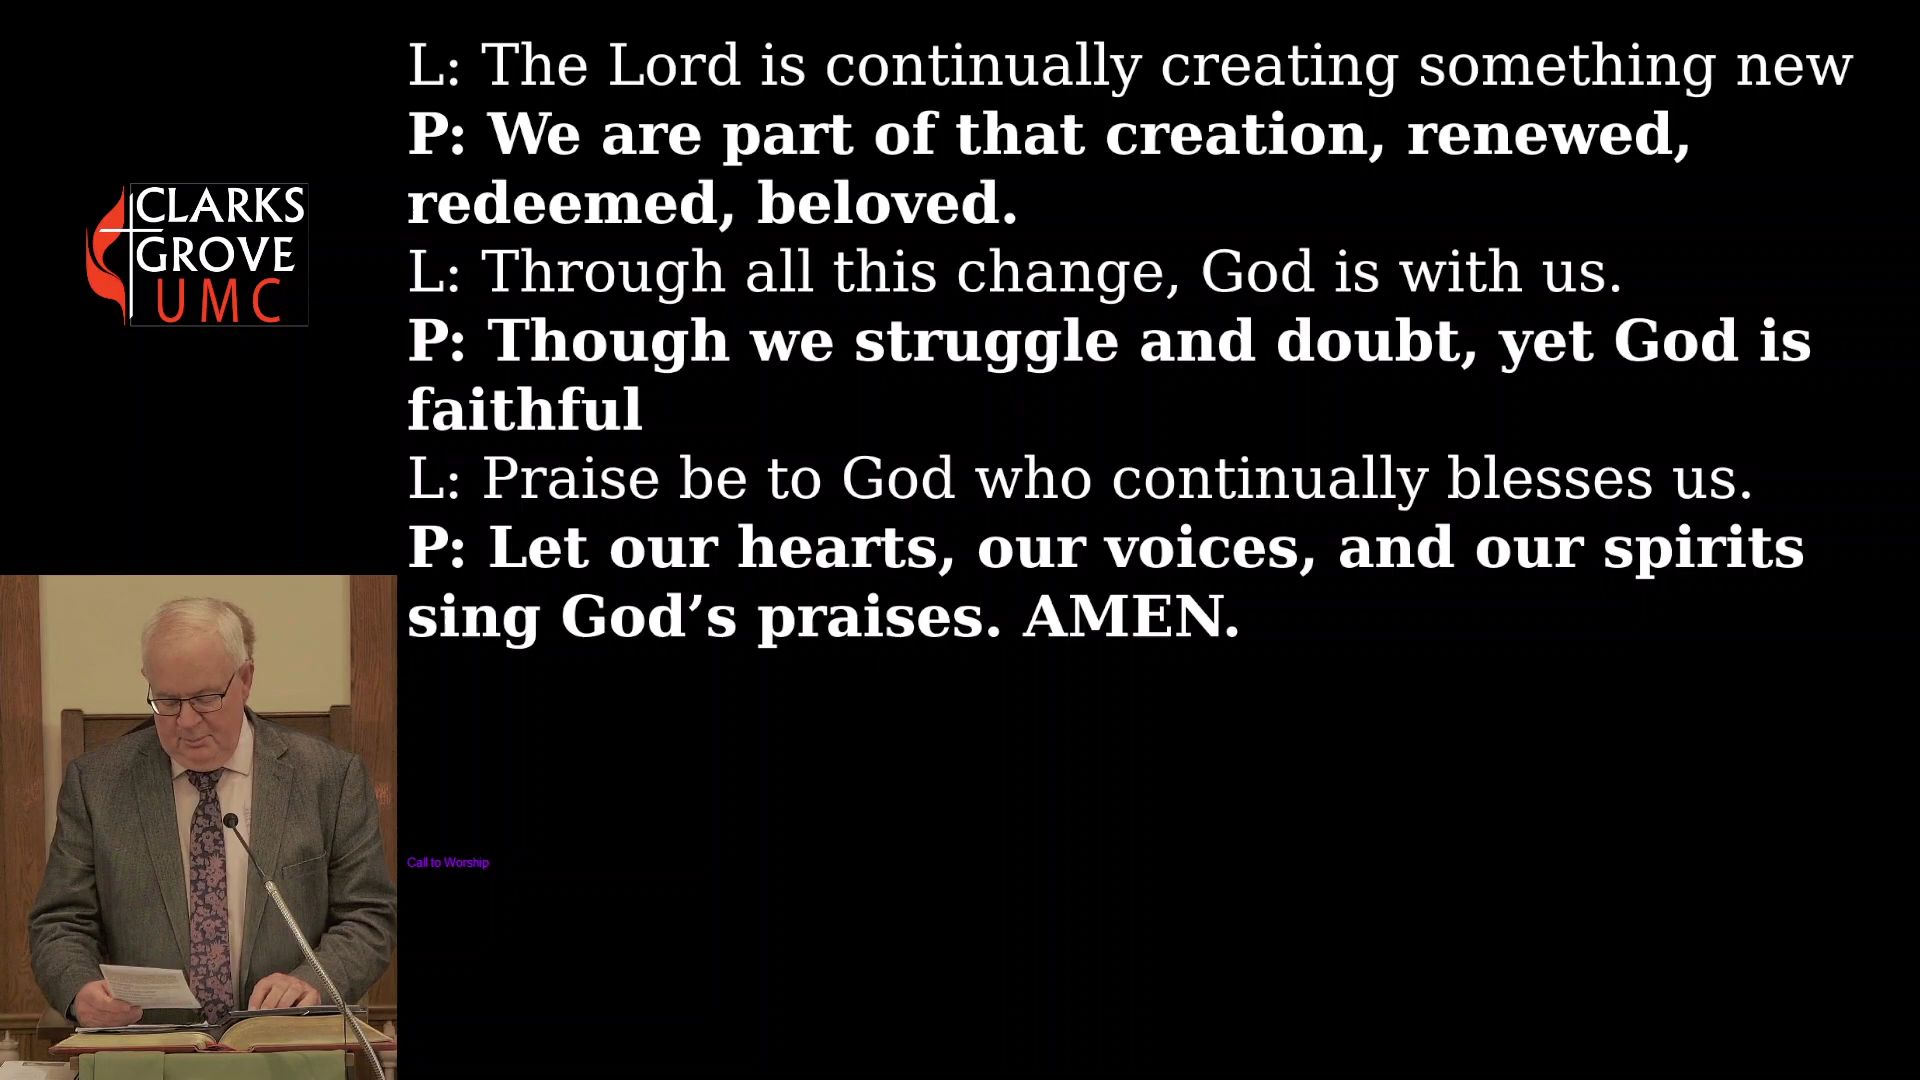 L: The Lord is continually creating something new
P: We are part of that creation, renewed,
redeemed, beloved.
L: Through all this change, God is with us.
P: Though we struggle and doubt, yet God is
faithful
L: Praise be to God who continually blesses us.
P: Let our hearts, our voices, and our spirits
sing God’s praises. AMEN.
CLARKS
GROVE
UMC
Call to Worship